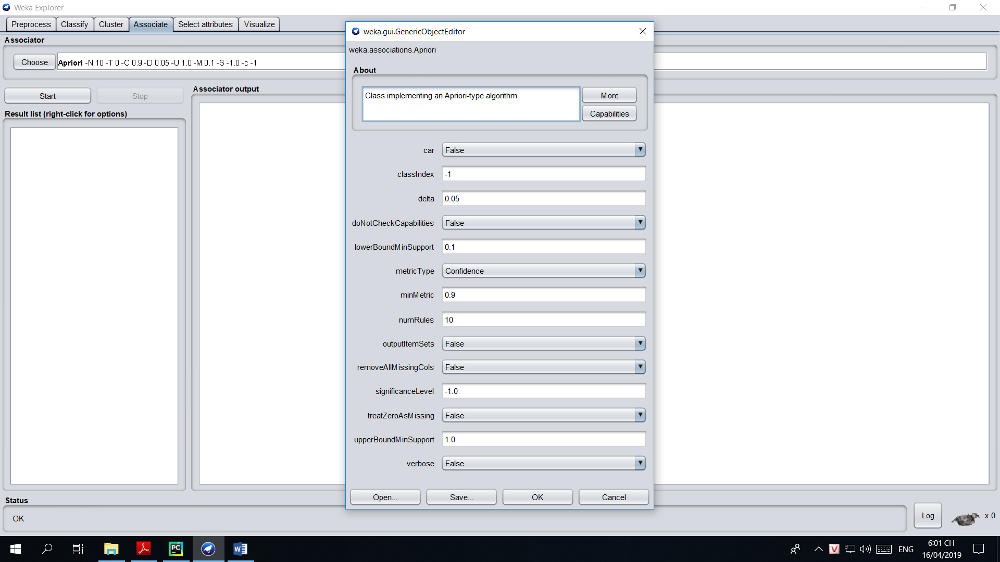 Weka Explorer
Preprocess Classify Cluster Associate Select attributes Visualize
Associator
Choose Apriori -N 10 -T 0 -C 0.9 -D 0.05 -U 1.0 -M 0.1 -S -1.0 -c -1
Start Stop
Associator output
Result list (right-click for options)
weka.gui.GenericObjectEditor
weka.associations.Apriori
About
Class implementing an Apriori-type algorithm.
More
Capabilities
car False
classIndex -1
delta 0.05
doNotCheckCapabilities False
lowerBoundMinSupport 0.1
metricType Confidence
minMetric 0.9
numRules 10
outputItemSets False
removeAllMissingCols False
significanceLevel -1.0
treatZeroAsMissing False
upperBoundMinSupport 1.0
verbose False
Open... Save... OK Cancel
Status
OK
Log
x 0
PC
W
V
ENG
6:01 CH
16/04/2019